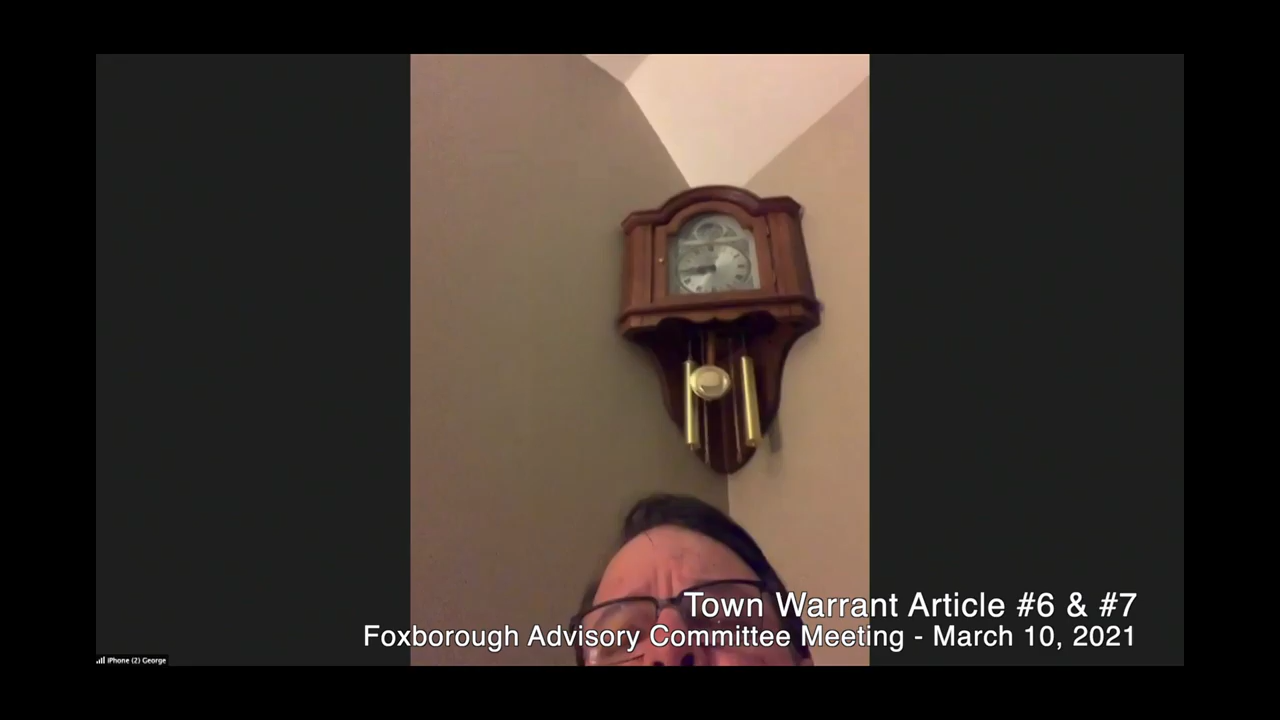 Town Warrant Article #6 & #7
Foxborough Advisory Committee Meeting - March 10, 2021
iPhone (2) George